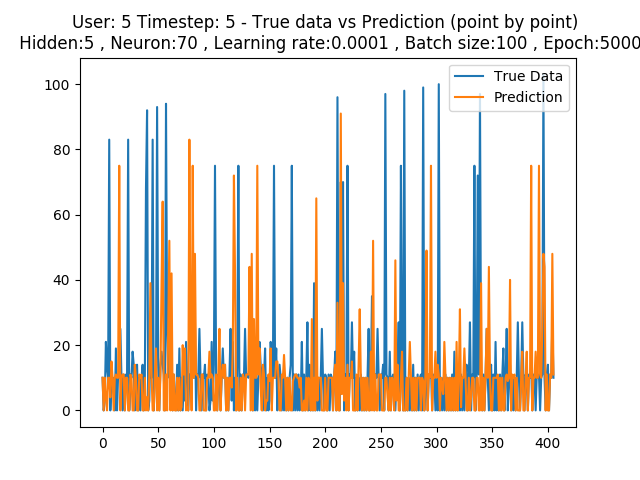 User: 5 Timestep: 5 - True data vs Prediction (point by point)
Hidden:5 , Neuron:70 , Learning rate:0.0001 , Batch size:100 , Epoch:5000
True Data
Prediction
100
80
60
40
20
0
0 50 100 150 200 250 300 350 400